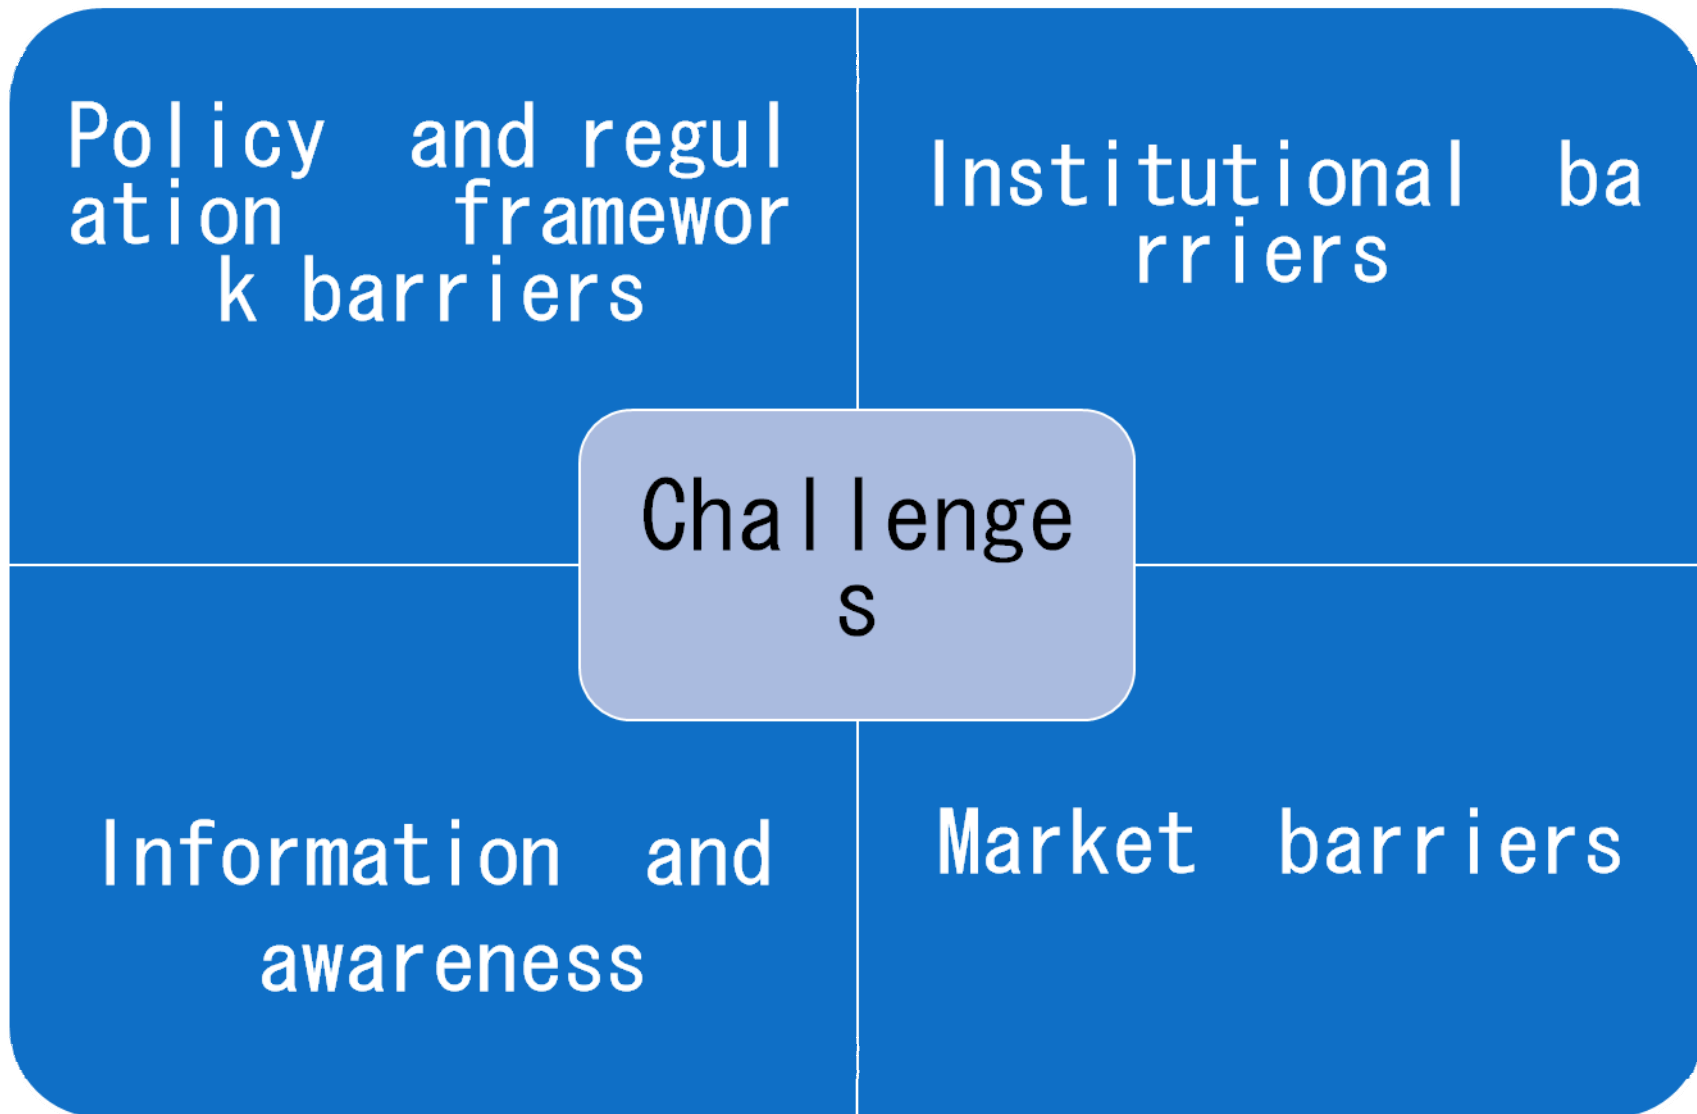 Policy and regul
ation framewor
k barriers
Institutional ba
rriers
Challenge
s
Information and
awareness
Market barriers